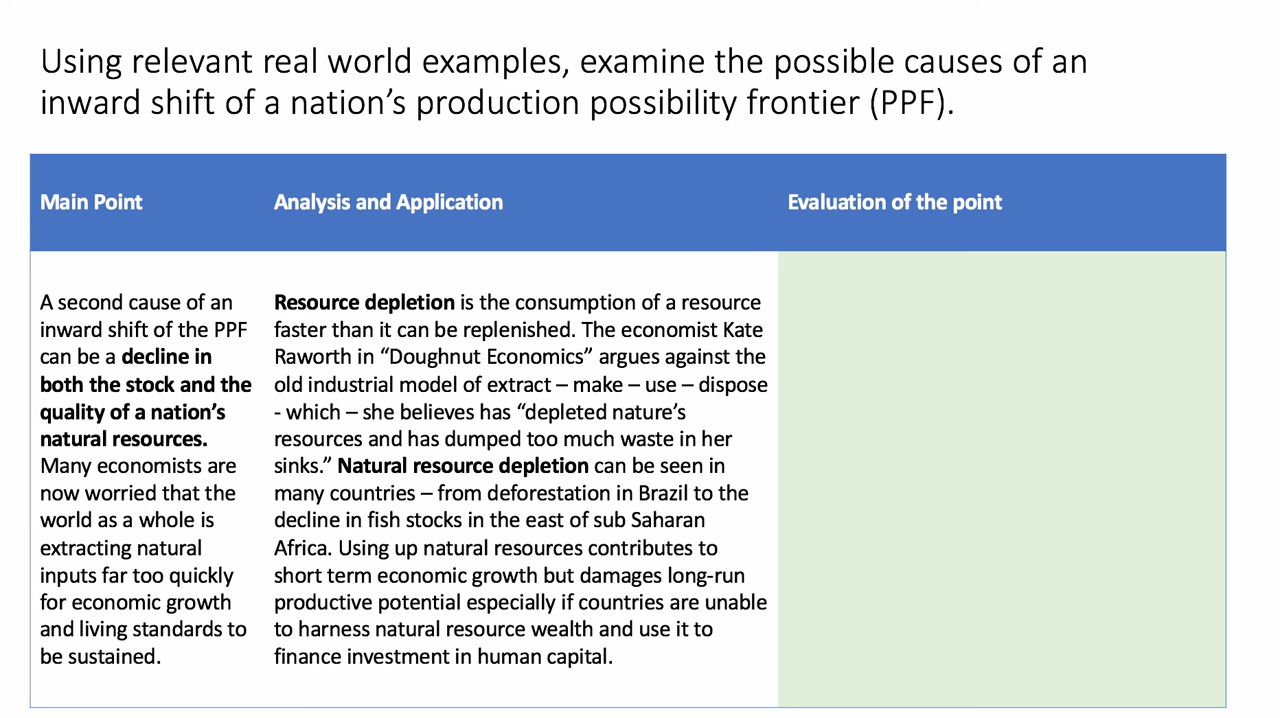 Using relevant real world examples, examine the possible causes of an
inward shift of a nation’s production possibility frontier (PPF).
Main Point
Analysis and Application
Evaluation of the point
A second cause of an
inward shift of the PPF
can be a decline in
both the stock and the
quality of a nation’s
natural resources.
Many economists are
now worried that the
world as a whole is
extracting natural
inputs far too quickly
for economic growth
and living standards to
be sustained.
Resource depletion is the consumption of a resource
faster than it can be replenished. The economist Kate
Raworth in “Doughnut Economics” argues against the
old industrial model of extract – make – use – dispose
- which – she believes has “depleted nature’s
resources and has dumped too much waste in her
sinks.” Natural resource depletion can be seen in
many countries – from deforestation in Brazil to the
decline in fish stocks in the east of sub Saharan
Africa. Using up natural resources contributes to
short term economic growth but damages long-run
productive potential especially if countries are unable
to harness natural resource wealth and use it to
finance investment in human capital.